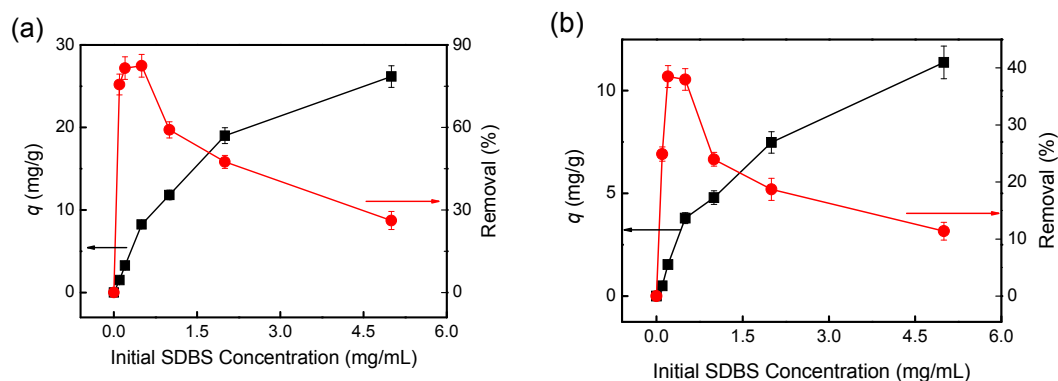 (a)
30
20
10
0
q (mg/g)
90
60
30
0
Removal (%)
0.0 1.5 3.0 4.5 6.0
Initial SDBS Concentration (mg/mL)
(b)
10
5
0
q (mg/g)
40
30
20
10
0
Removal (%)
0.0 1.5 3.0 4.5 6.0
Initial SDBS Concentration (mg/mL)